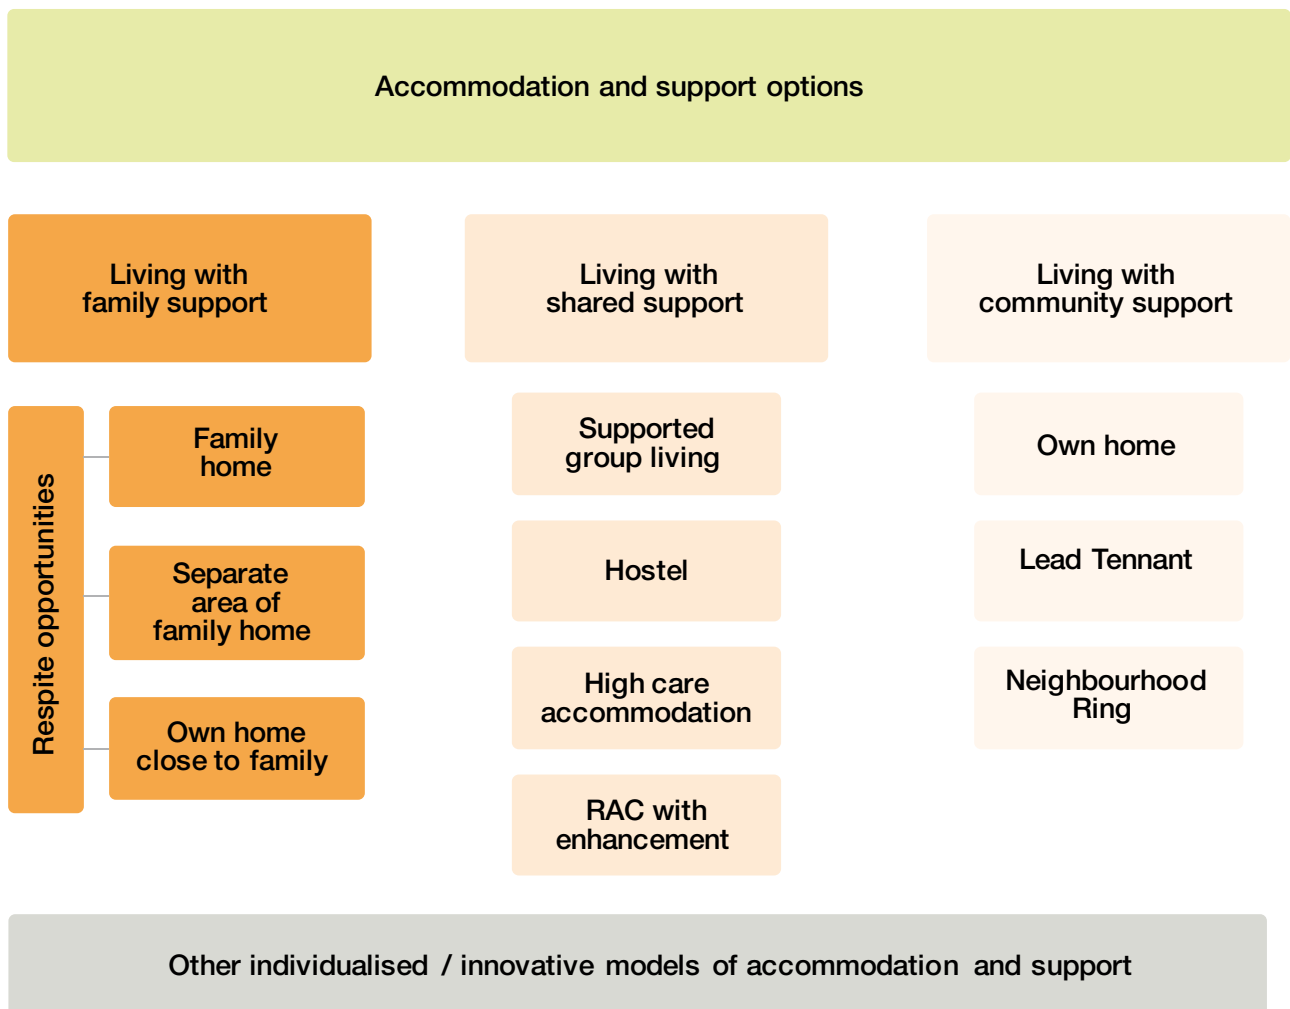 Accommodation and support options
Living with
family support
Living with
shared support
Living with
community support
Respite opportunities
Family
home
Separate
area of
family home
Own home
close to family
Supported
group living
Hostel
High care
accommodation
RAC with
enhancement
Own home
Lead Tennant
Neighbourhood
Ring
Other individualised / innovative models of accommodation and support